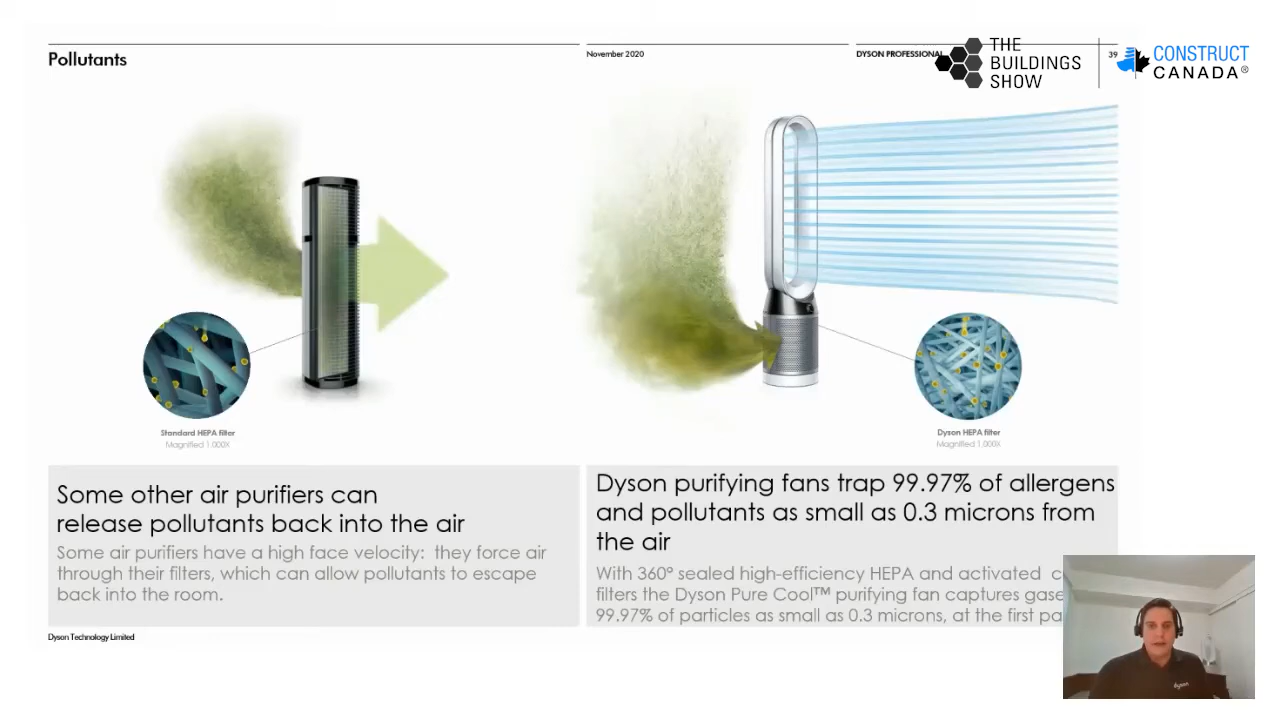 Pollutants
November 2020
DYSON PROFESSIONAL
39
THE
BUILDINGS
SHOW
CONSTRUCT
CANADA®
Standard HEPA filter
Magnified 1,000X
Dyson HEPA filter
Magnified 1,000X
Some other air purifiers can
release pollutants back into the air
Some air purifiers have a high face velocity: they force air
through their filters, which can allow pollutants to escape
back into the room.
Dyson purifying fans trap 99.97% of allergens
and pollutants as small as 0.3 microns from
the air
With 360° sealed high-efficiency HEPA and activated
filters the Dyson Pure Cool™ purifying fan captures
99.97% of particles as small as 0.3 microns, at the first
Dyson Technology Limited
dyson